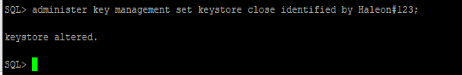 SQL> administer key management set keystore close identified by Haleon#123;
keystore altered.
SQL>